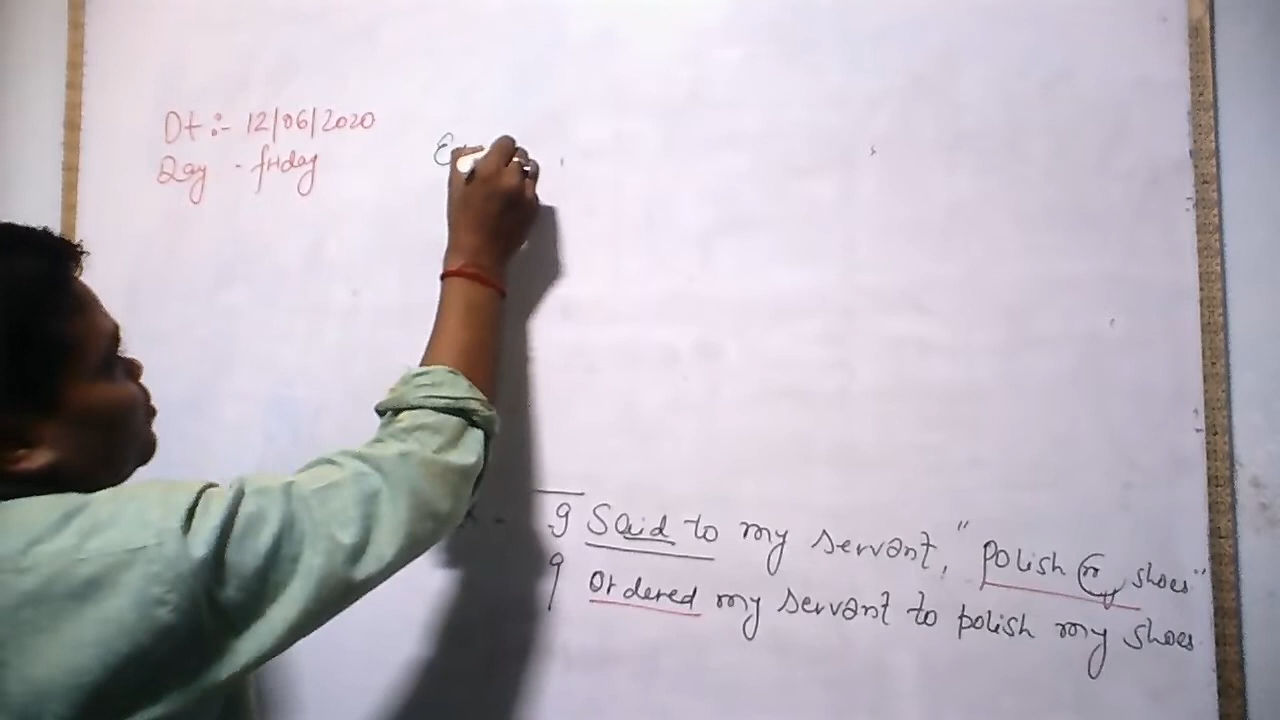 Dt :- 12/06/2020
Day - friday
I Said to my servant, "polish my shoes"
I ordered my servant to polish my shoes